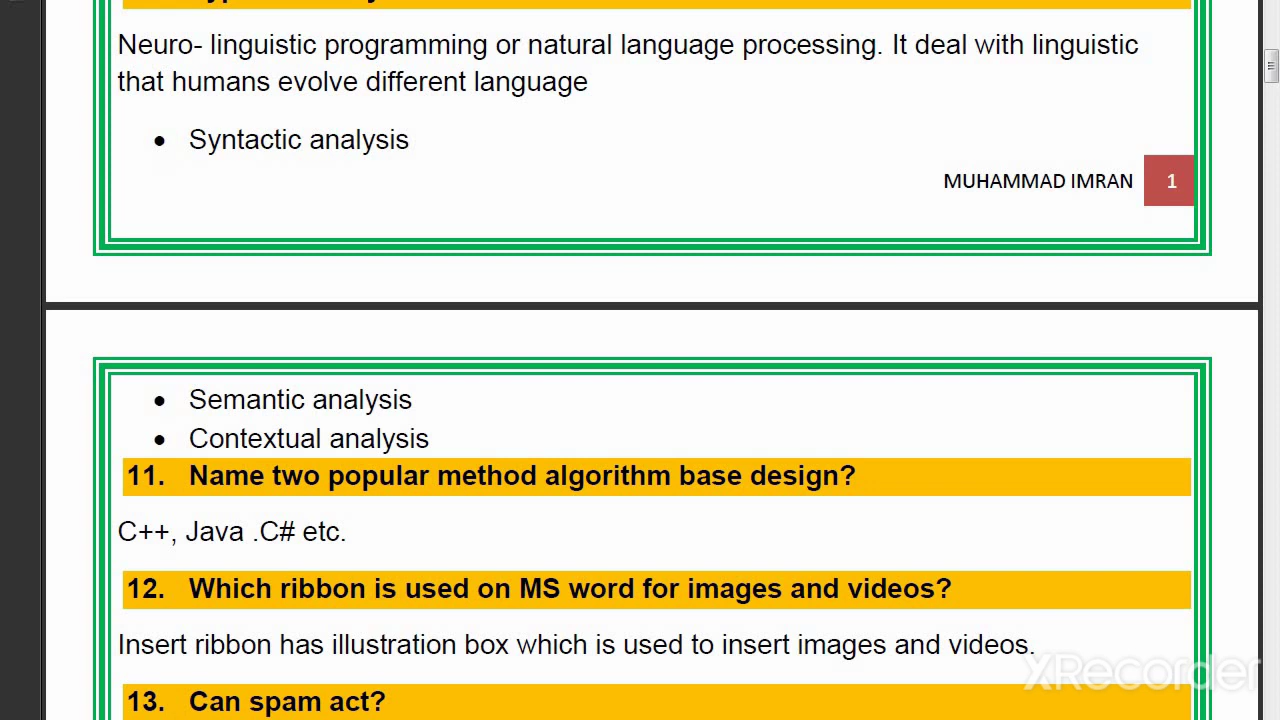 Neuro- linguistic programming or natural language processing. It deal with linguistic
that humans evolve different language
• Syntactic analysis
MUHAMMAD IMRAN 1
• Semantic analysis
• Contextual analysis
11. Name two popular method algorithm base design?
C++, Java .C# etc.
12. Which ribbon is used on MS word for images and videos?
Insert ribbon has illustration box which is used to insert images and videos.
XRecorder
13. Can spam act?